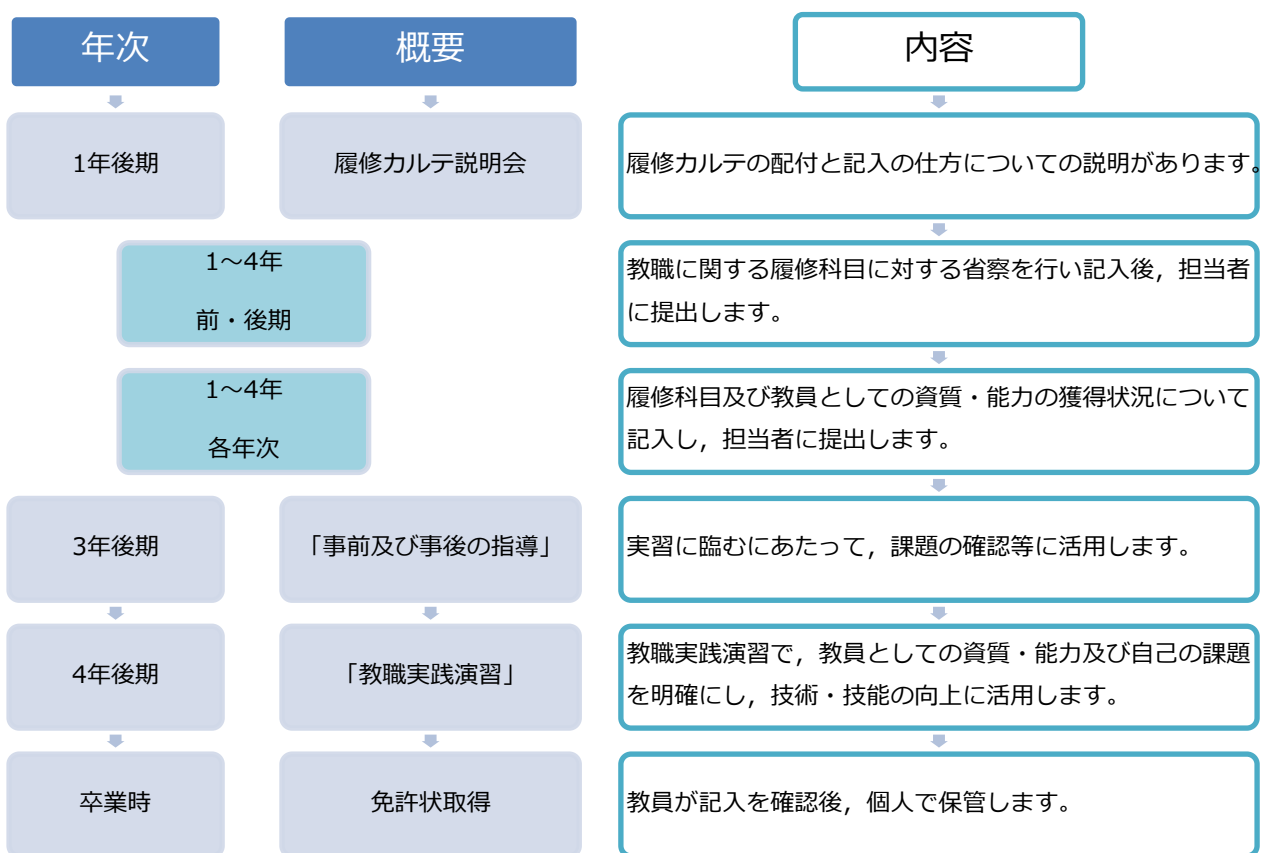 年次
概要
内容
1年後期
履修カルテ説明会
履修カルテの配付と記入の仕方についての説明があります。
1～4年
前・後期
教職に関する履修科目に対する省察を行い記入後，担当者
に提出します。
1～4年
各年次
履修科目及び教員としての資質・能力の獲得状況について
記入し，担当者に提出します。
3年後期
「事前及び事後の指導」
実習に臨むにあたって，課題の確認等に活用します。
4年後期
「教職実践演習」
教職実践演習で，教員としての資質・能力及び自己の課題
を明確にし，技術・技能の向上に活用します。
卒業時
免許状取得
教員が記入を確認後，個人で保管します。